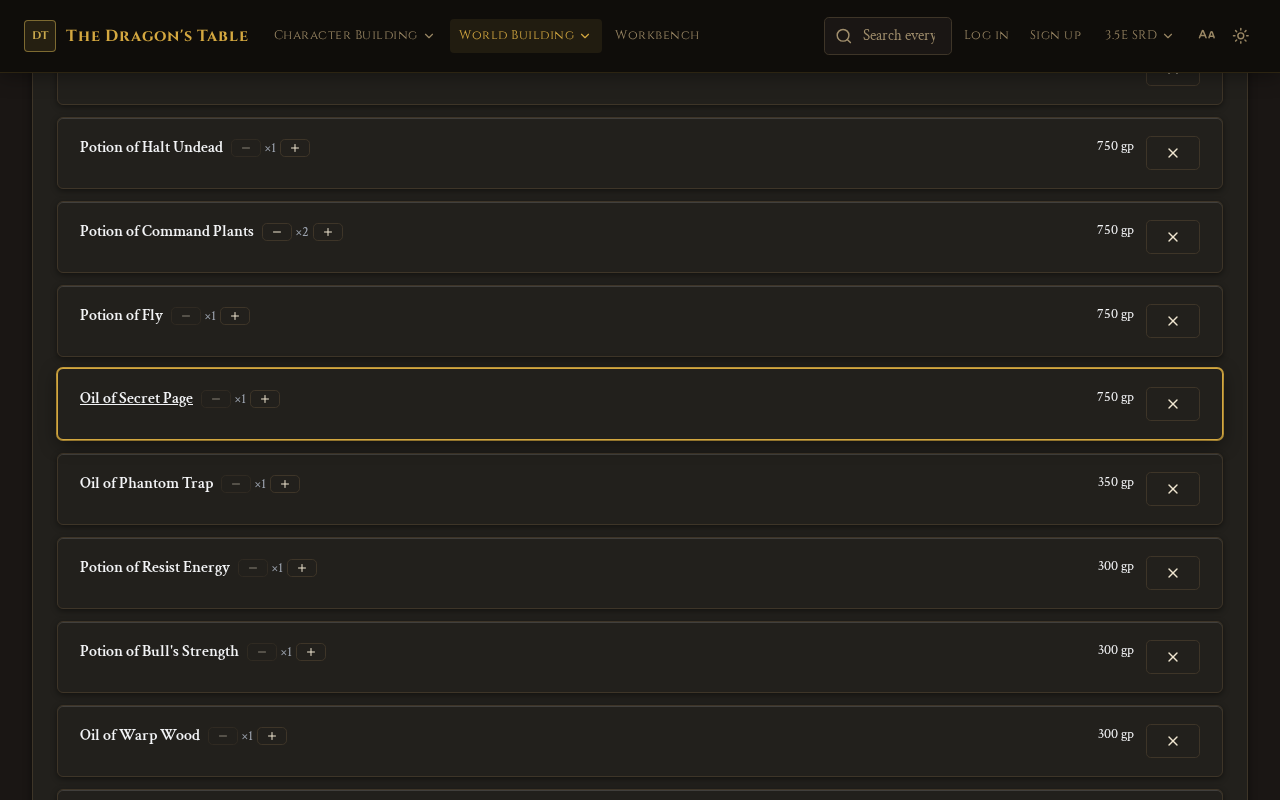 DT The Dragon's Table Character Building World Building Workbench Search every Log in Sign up 3.5E SRD AA
Potion of Halt Undead − ×1 + 750 gp ×
Potion of Command Plants − ×2 + 750 gp ×
Potion of Fly − ×1 + 750 gp ×
Oil of Secret Page − ×1 + 750 gp ×
Oil of Phantom Trap − ×1 + 350 gp ×
Potion of Resist Energy − ×1 + 300 gp ×
Potion of Bull's Strength − ×1 + 300 gp ×
Oil of Warp Wood − ×1 + 300 gp ×